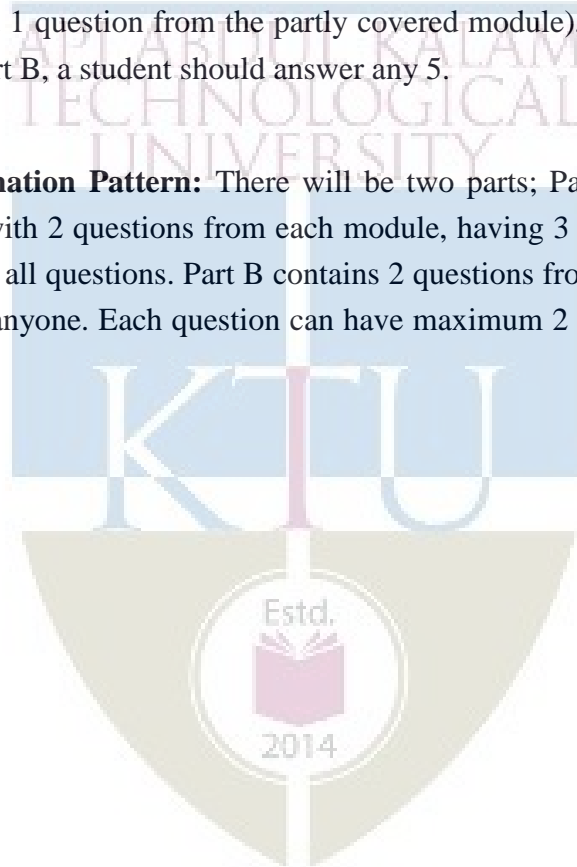 1 question from the partly covered module),
API ABDUL KALAM
rt B, a student should answer any 5.
TECHNOLOGICAL
UNIVERSITY
nation Pattern: There will be two parts; Pa
with 2 questions from each module, having 3
all questions. Part B contains 2 questions fro
anyone. Each question can have maximum 2
KTU
Estd.
2014